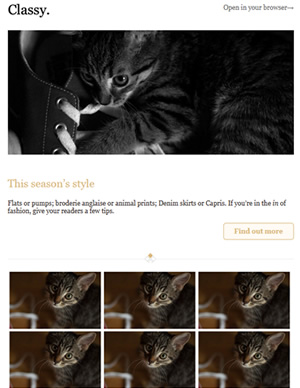 Classy.
Open in your browser→
This season's style
Flats or pumps; broderie anglaise or animal prints; Denim skirts or Capris. If you're in the in of
fashion, give your readers a few tips.
Find out more